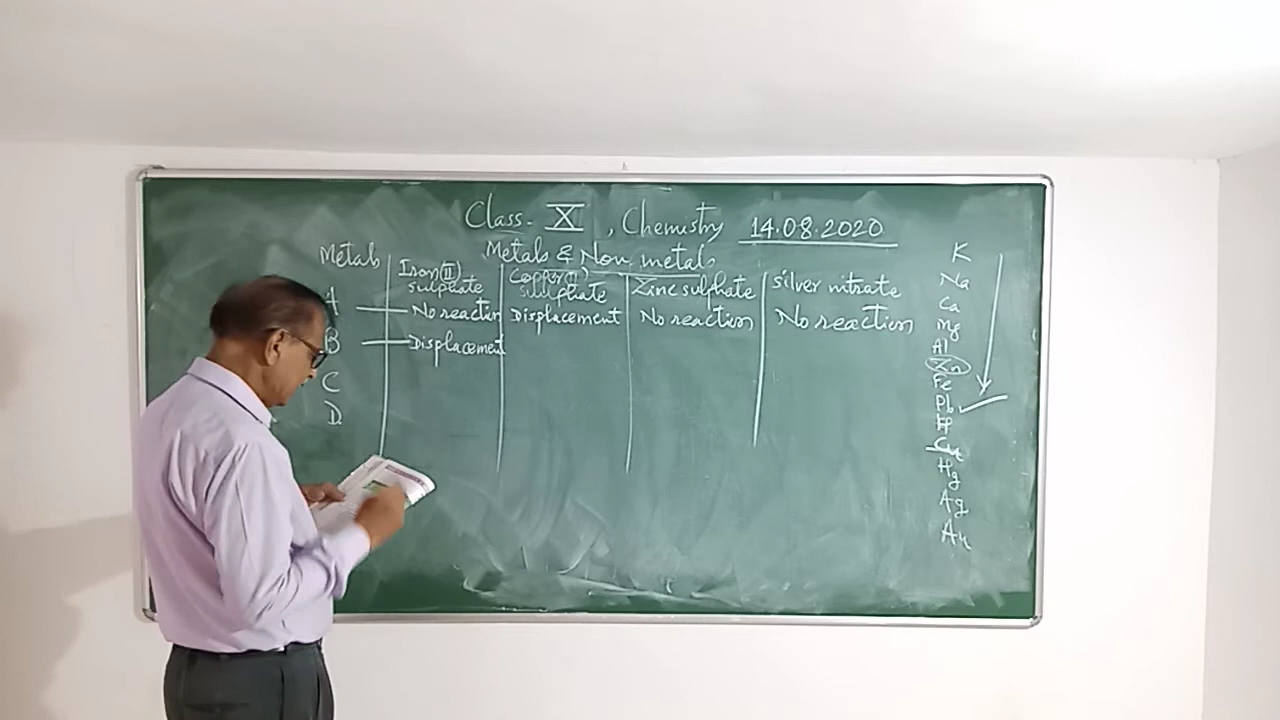 Class - X , Chemistry 14.08.2020
Metals & Non metals
Metals
Iron (II) sulphate
Copper (II) sulphate
Zinc sulphate
silver nitrate
A No reaction Displacement No reaction No reaction
B Displacement
C
D
K
Na
Ca
Mg
Al
Zn
Fe
Pb
Cu
Hg
Ag
Au